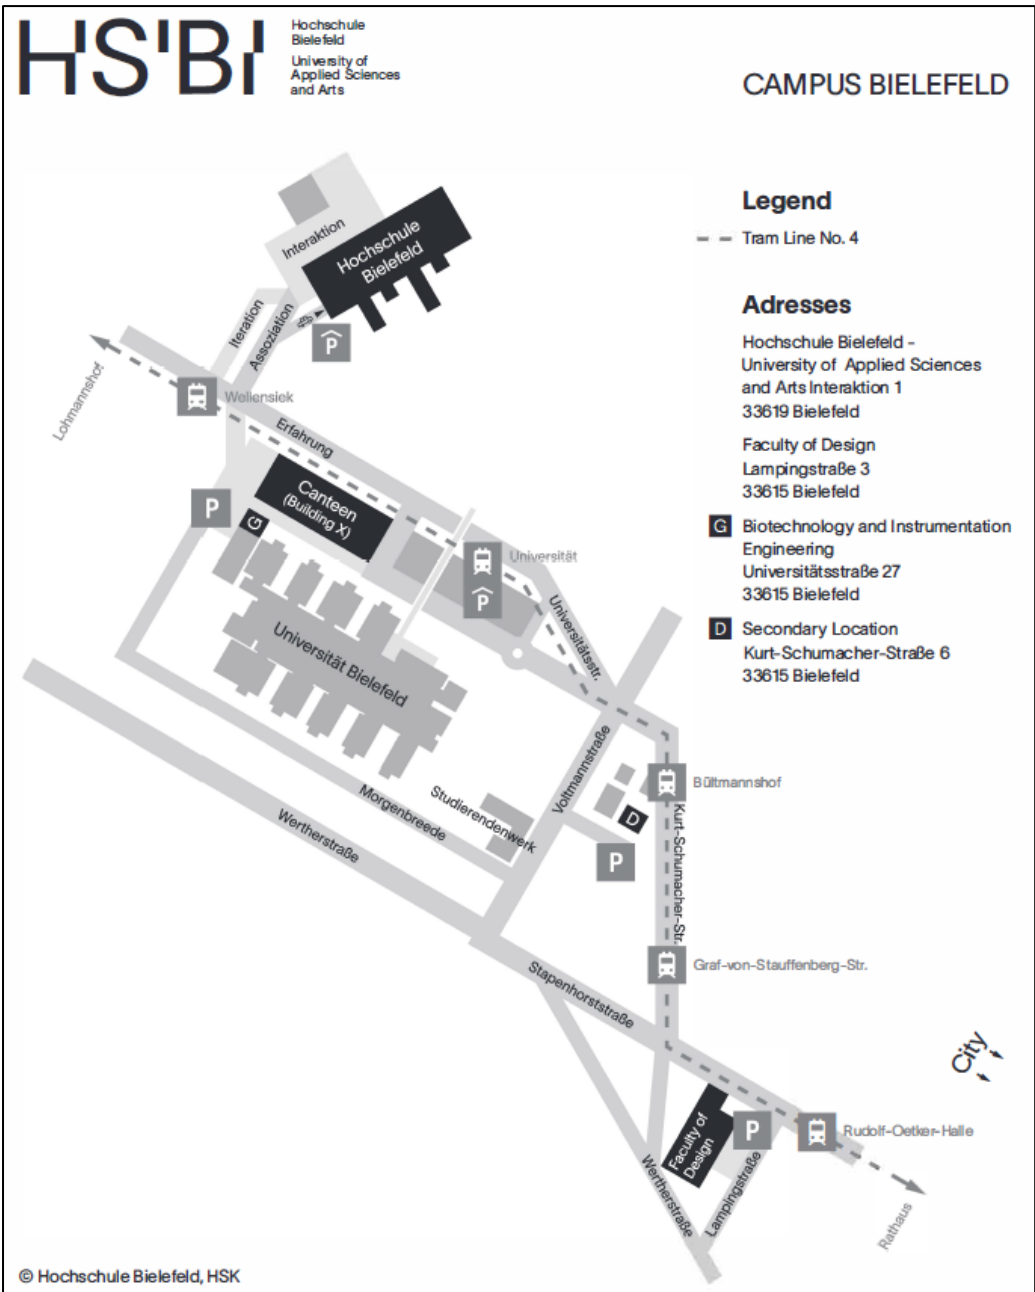 HSBI
Hochschule
Bielefeld
University of
Applied Sciences
and Arts
CAMPUS BIELEFELD
Legend
Tram Line No. 4
Adresses
Hochschule Bielefeld -
University of Applied Sciences
and Arts Interaktion 1
33619 Bielefeld
Faculty of Design
Lampingstraße 3
33615 Bielefeld
G Biotechnology and Instrumentation
Engineering
Universitätsstraße 27
33615 Bielefeld
D Secondary Location
Kurt-Schumacher-Straße 6
33615 Bielefeld
Interaktion
Hochschule
Bielefeld
Iteration
Assoziation
P
Lohmannshof
Wellensiek
Erfahrung
Canteen
(Building X)
P
G
Universität
P
Universitätsstr.
Universität Bielefeld
Voltmannstraße
Bültmannshof
Studierendenwerk
D
P
Morgenbreede
Wertherstraße
Kurt-Schumacher-Str.
Graf-von-Stauffenberg-Str.
Stapenhorststraße
City
Faculty of
Design
P
Rudolf-Oetker-Halle
Wertherstraße
Lampingstraße
Rathaus
© Hochschule Bielefeld, HSK